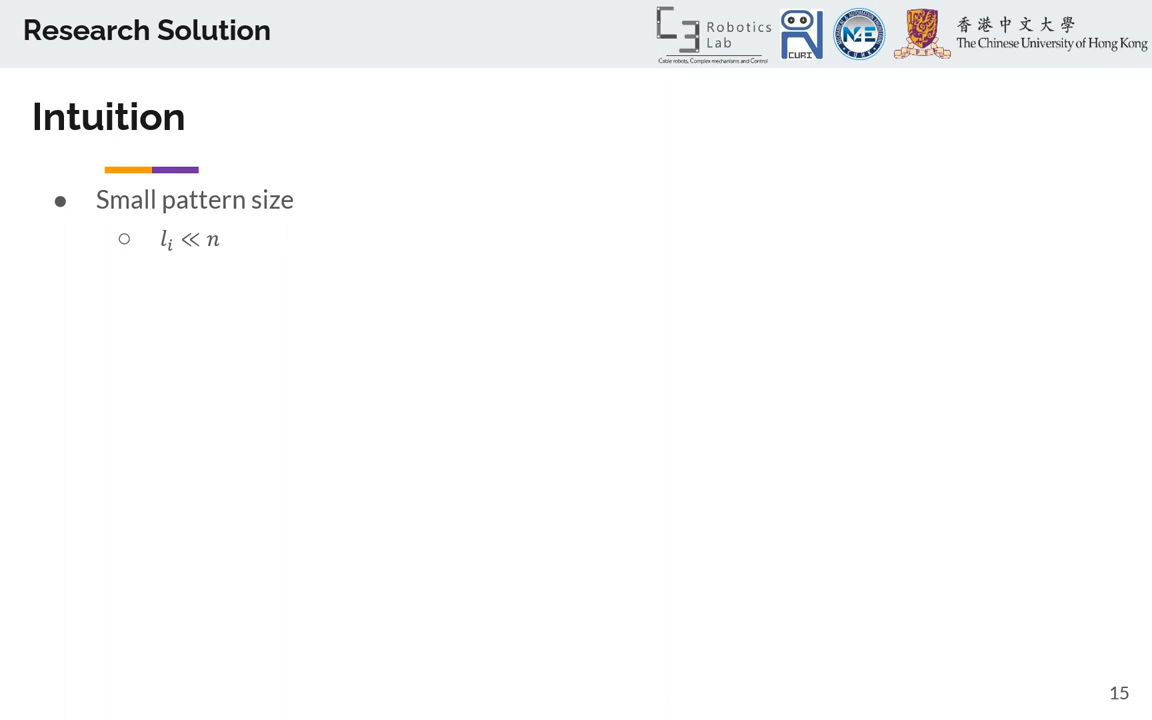 Research Solution
Robotics
Lab
Cable robots, Complex mechanisms and Control
CURI
MAE
香港中文大學
The Chinese University of Hong Kong
Intuition
● Small pattern size
○ lᵢ ≪ n
15